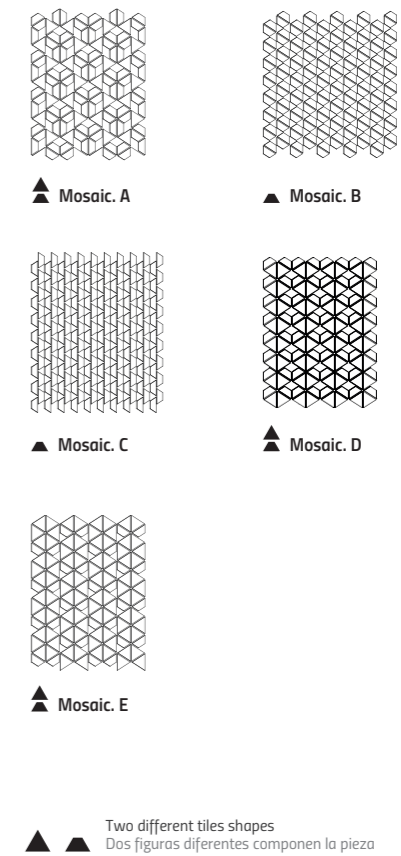 Mosaic. A
Mosaic. B
Mosaic. C
Mosaic. D
Mosaic. E
Two different tiles shapes
Dos figuras diferentes componen la pieza